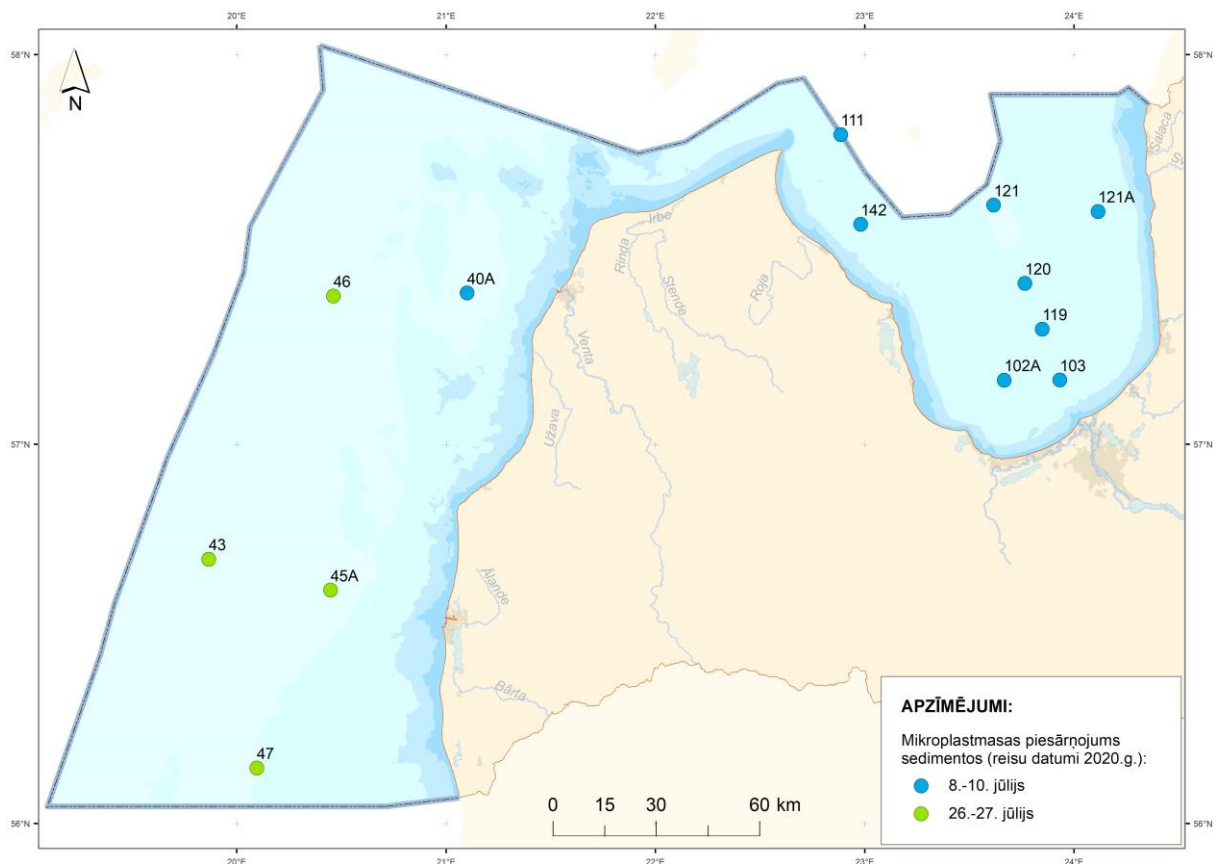 20°E 21°E 22°E 23°E 24°E
58°N 58°N
N
111
Salaca
121
121A
142
Irbe
46
40A
Rinda
Stende
Roja
120
119
Venta
102A
103
Užava
57°N 57°N
43
45A
Ālande
Bārta
47
APZĪMĒJUMI:
Mikroplastmasas piesārņojums
sedimentos (reisu datumi 2020.g.):
8.-10. jūlijs
26.-27. jūlijs
0 15 30 60 km
56°N 56°N
20°E 21°E 22°E 23°E 24°E